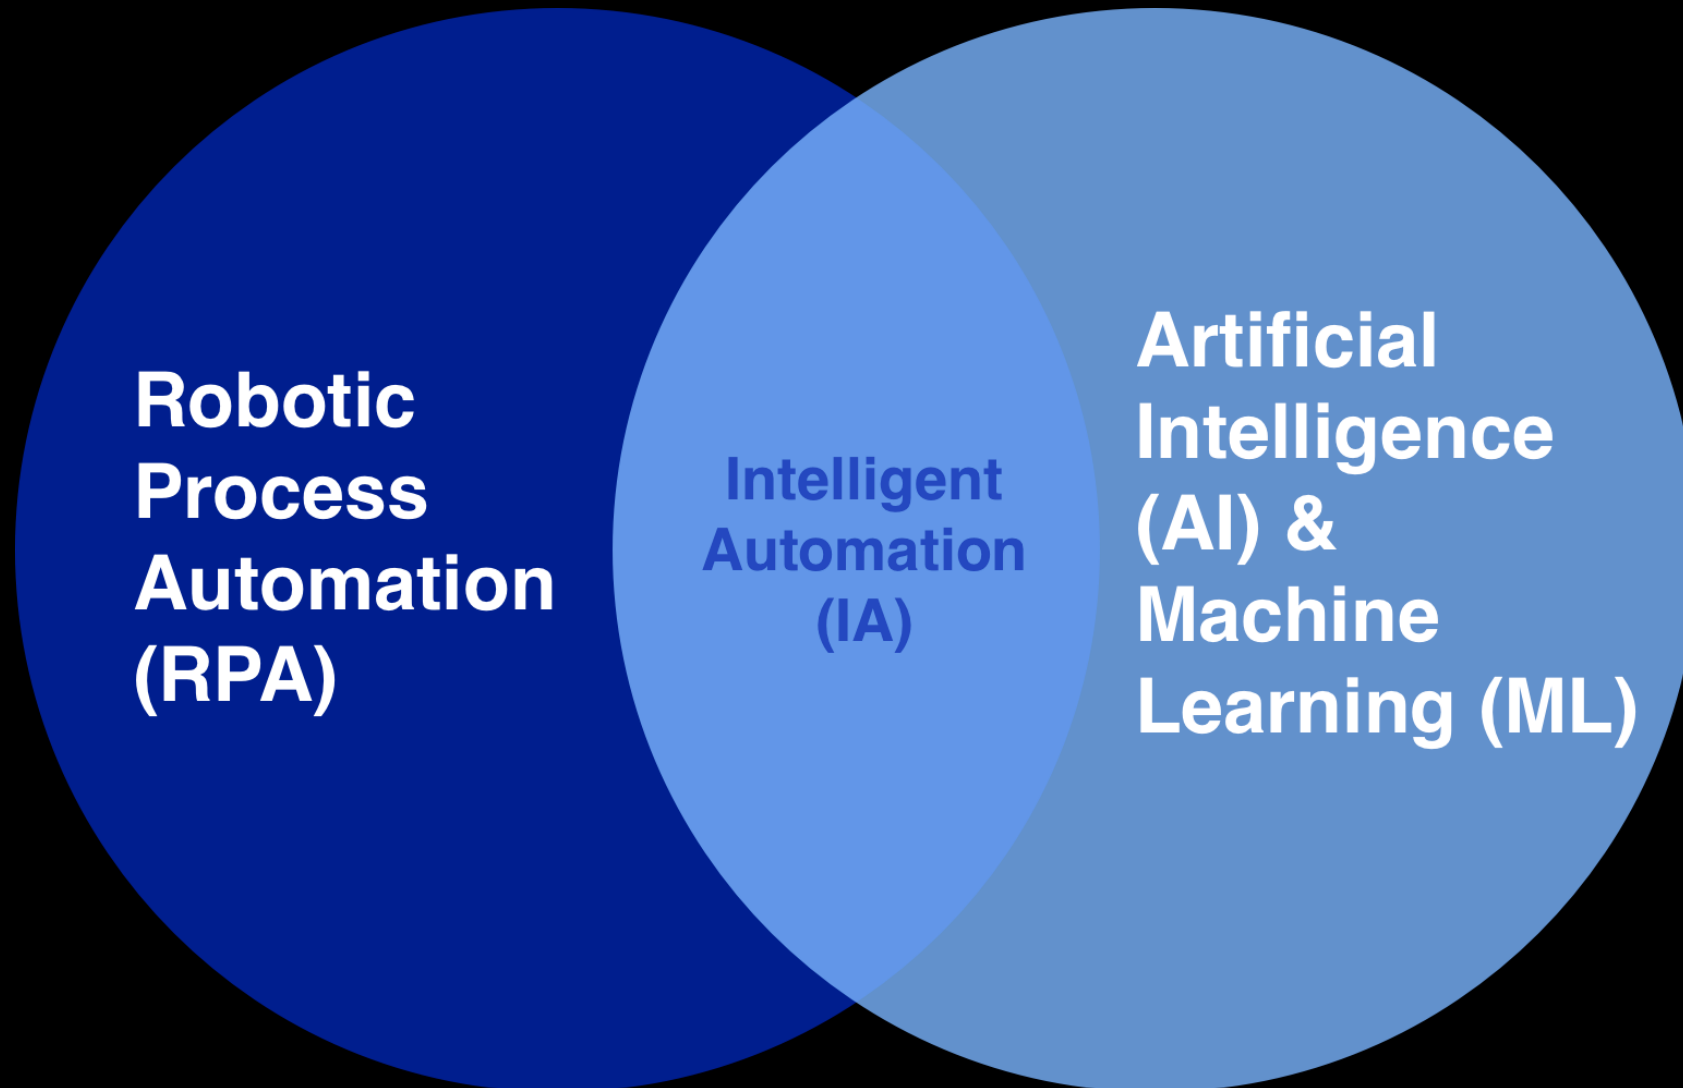 Robotic
Process
Automation
(RPA)
Intelligent
Automation
(IA)
Artificial
Intelligence
(AI) &
Machine
Learning (ML)